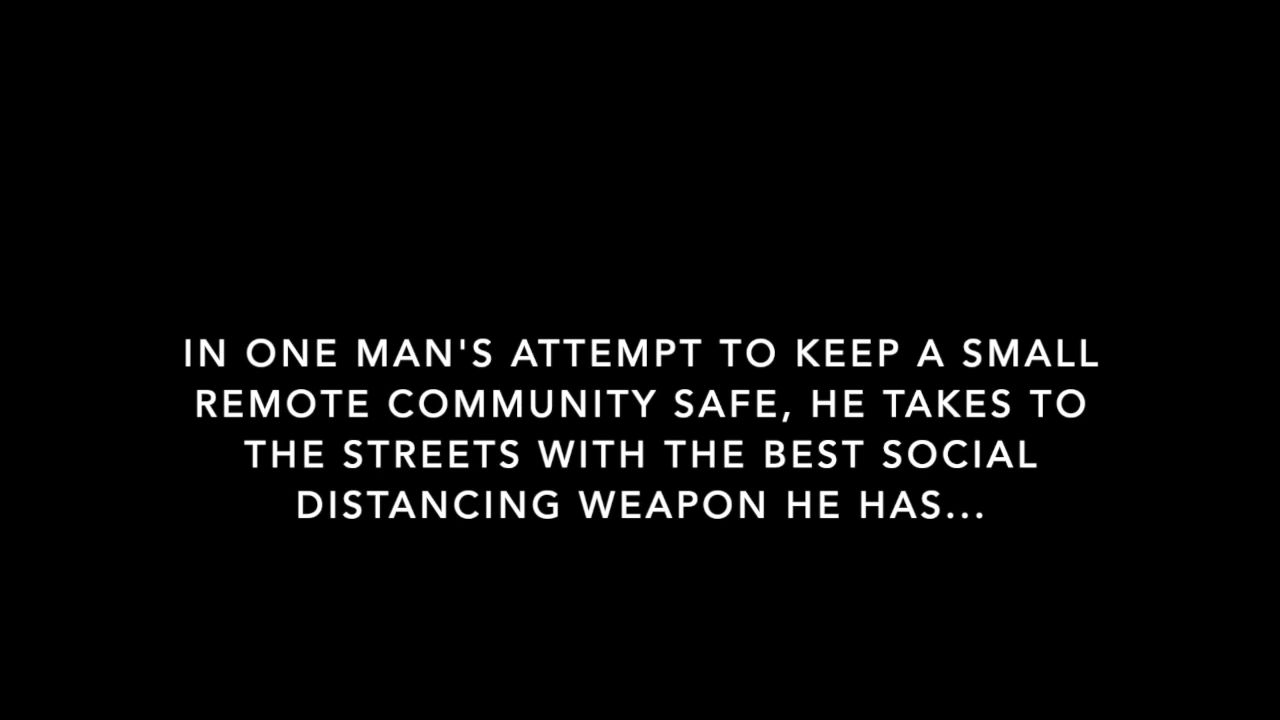 IN ONE MAN'S ATTEMPT TO KEEP A SMALL
REMOTE COMMUNITY SAFE, HE TAKES TO
THE STREETS WITH THE BEST SOCIAL
DISTANCING WEAPON HE HAS...